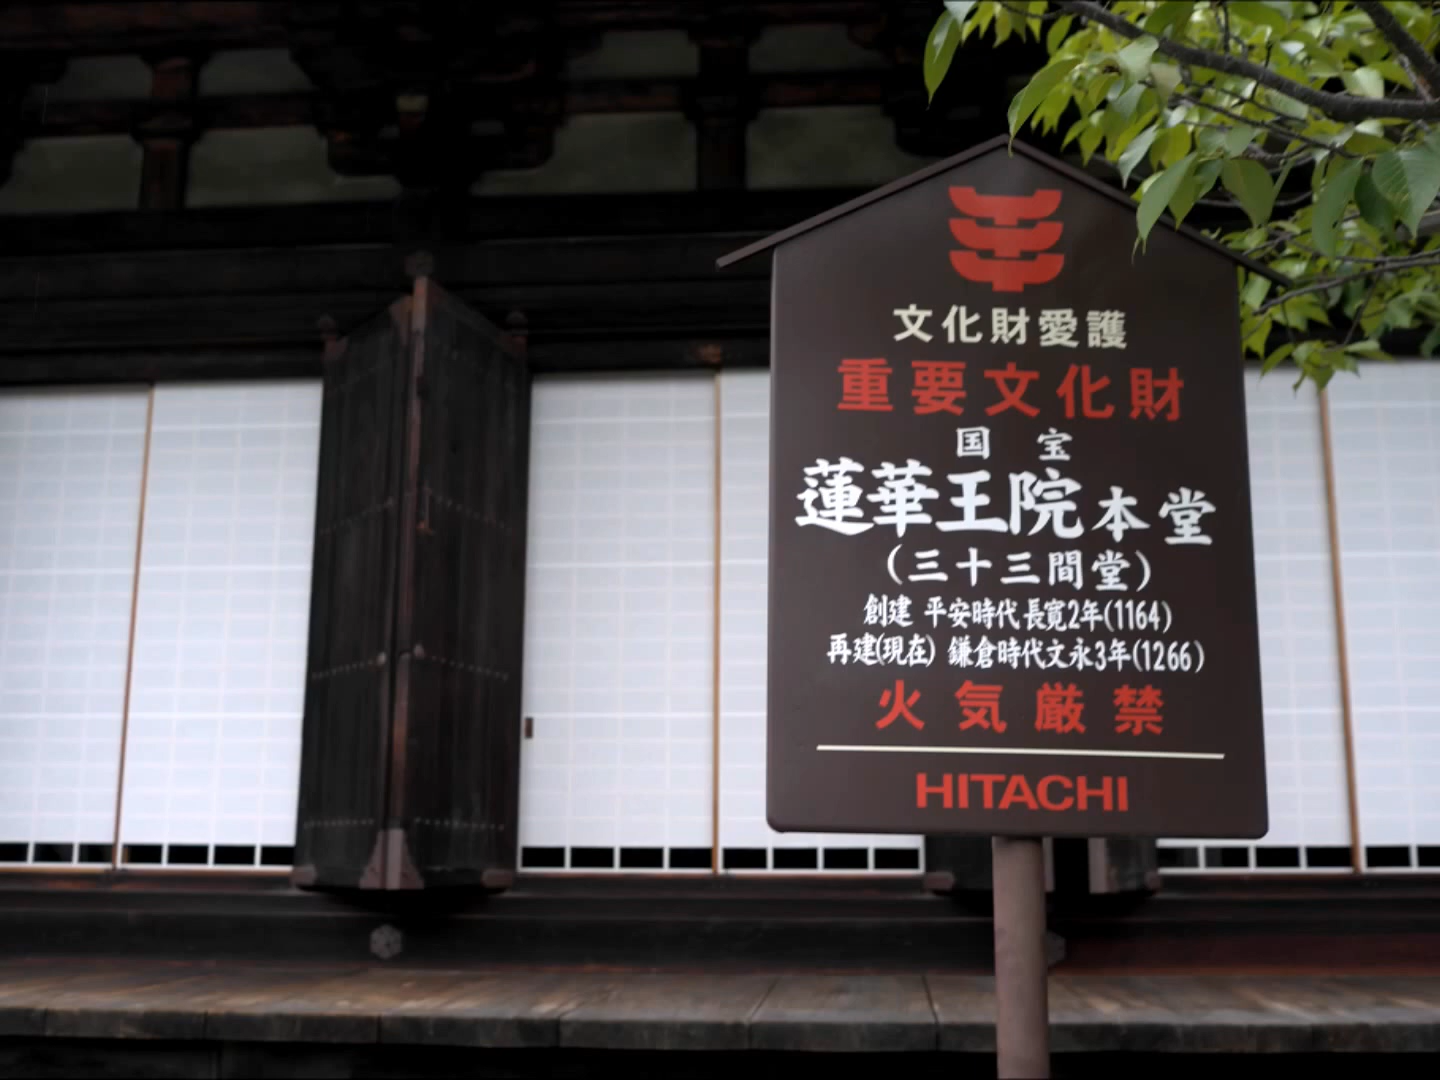 文化財愛護
重要文化財
国 宝
蓮華王院本堂
(三十三間堂)
創建 平安時代長寛2年(1164)
再建(現在) 鎌倉時代文永3年(1266)
火気厳禁
HITACHI